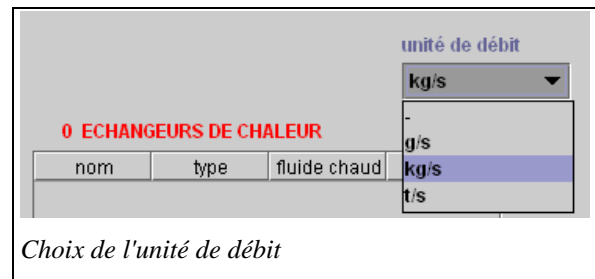 unité de débit
kg/s
-
g/s
kg/s
t/s
0 ECHANGEURS DE CHALEUR
nom type fluide chaud
Choix de l'unité de débit